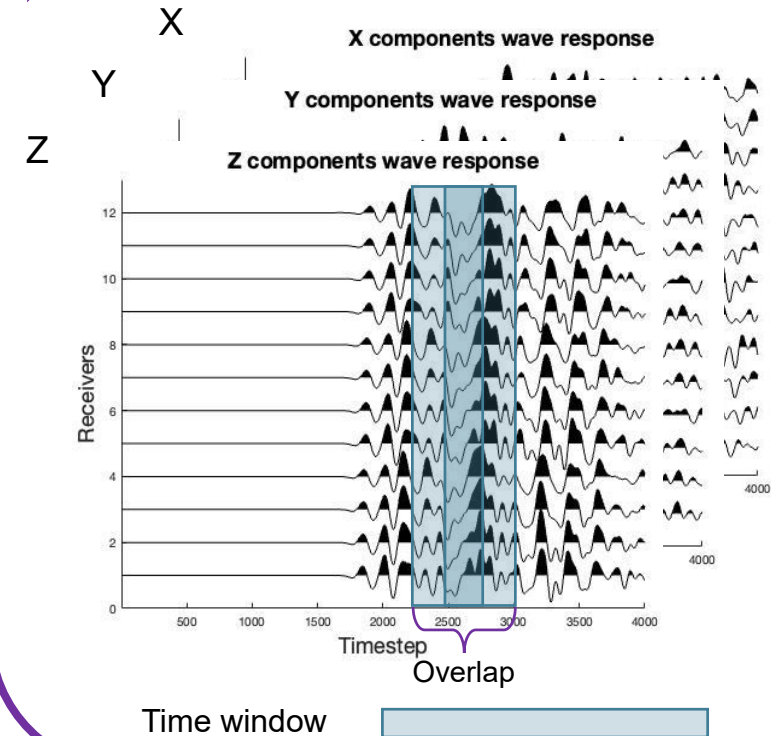 X
X components wave response
Y
Y components wave response
Z
Z components wave response
12
10
8
6
4
2
0
Receivers
500 1000 1500 2000 2500 3000 3500 4000
4000
4000
Timestep
Overlap
Time window